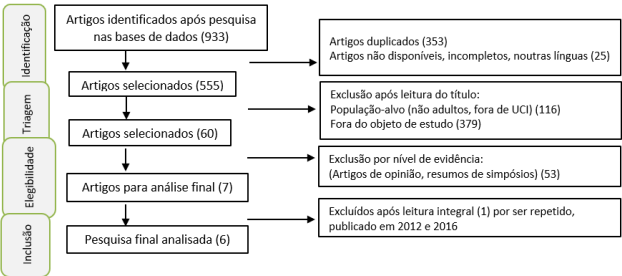 Identificação
Artigos identificados após pesquisa
nas bases de dados (933)
Artigos duplicados (353)
Artigos não disponíveis, incompletos, noutras línguas (25)
Artigos selecionados (555)
Triagem
Exclusão após leitura do título:
População-alvo (não adultos, fora de UCI) (116)
Fora do objeto de estudo (379)
Artigos selecionados (60)
Elegibilidade
Exclusão por nível de evidência:
(Artigos de opinião, resumos de simpósios) (53)
Artigos para análise final (7)
Inclusão
Excluídos após leitura integral (1) por ser repetido,
publicado em 2012 e 2016
Pesquisa final analisada (6)